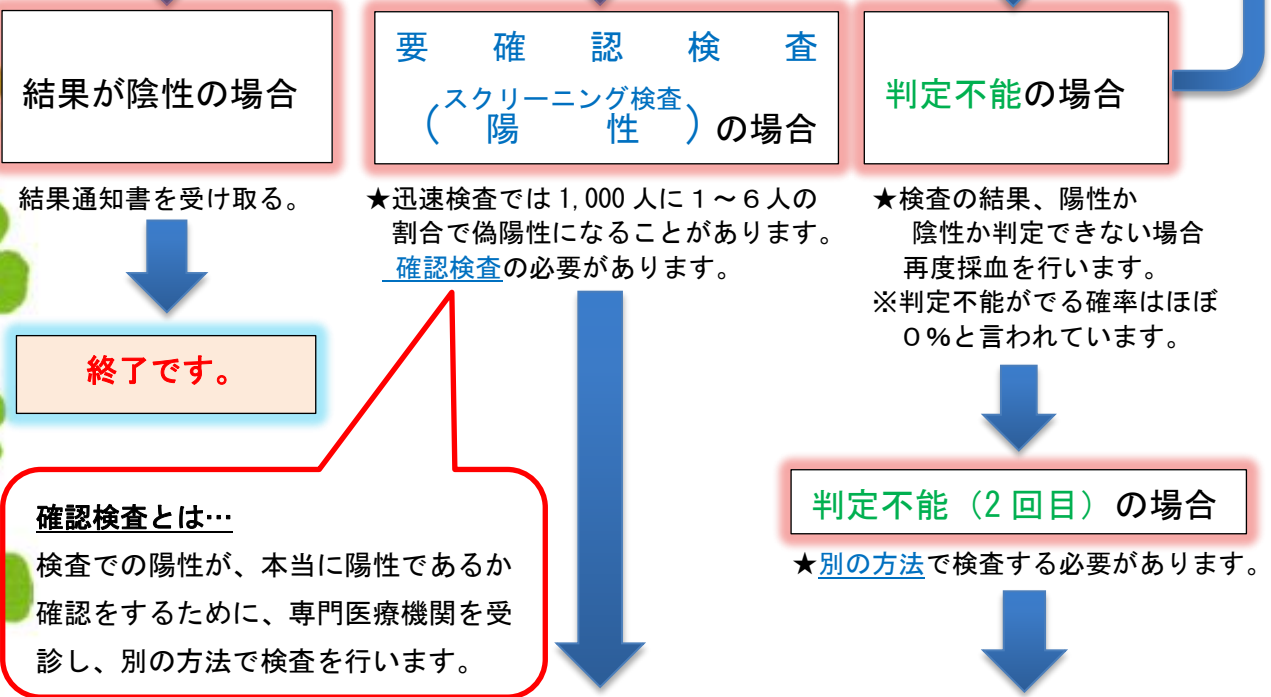 結果が陰性の場合
結果通知書を受け取る。
終了です。
要確認検査
(スクリーニング検査
陽性)の場合
★迅速検査では1,000人に1～6人の
割合で偽陽性になることがあります。
確認検査の必要があります。
確認検査とは…
検査での陽性が、本当に陽性であるか
確認をするために、専門医療機関を受
診し、別の方法で検査を行います。
判定不能の場合
★検査の結果、陽性か
陰性か判定できない場合
再度採血を行います。
※判定不能がでる確率はほぼ
０%と言われています。
判定不能（2回目）の場合
★別の方法で検査する必要があります。